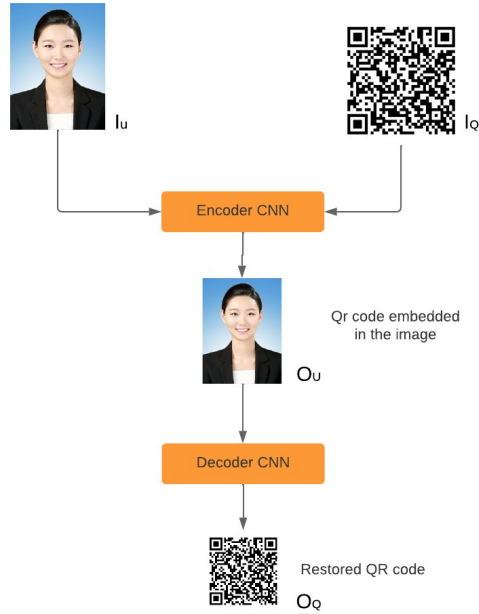 IU
IQ
Encoder CNN
Qr code embedded
in the image
OU
Decoder CNN
Restored QR code
OQ